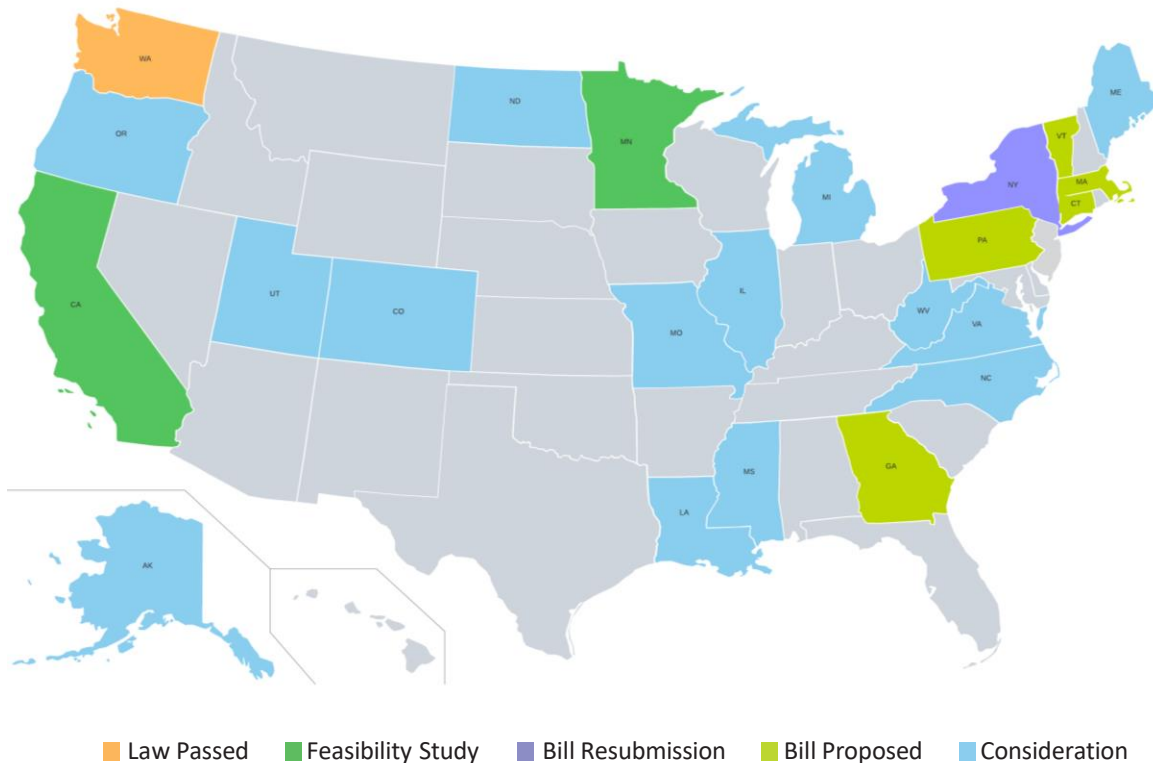 WA
ME
ND
OR
MN
VT
MA
NY
MI
CT
PA
UT
IL
CA
CO
WV
MO
VA
NC
GA
MS
LA
AK
Law Passed Feasibility Study Bill Resubmission Bill Proposed Consideration